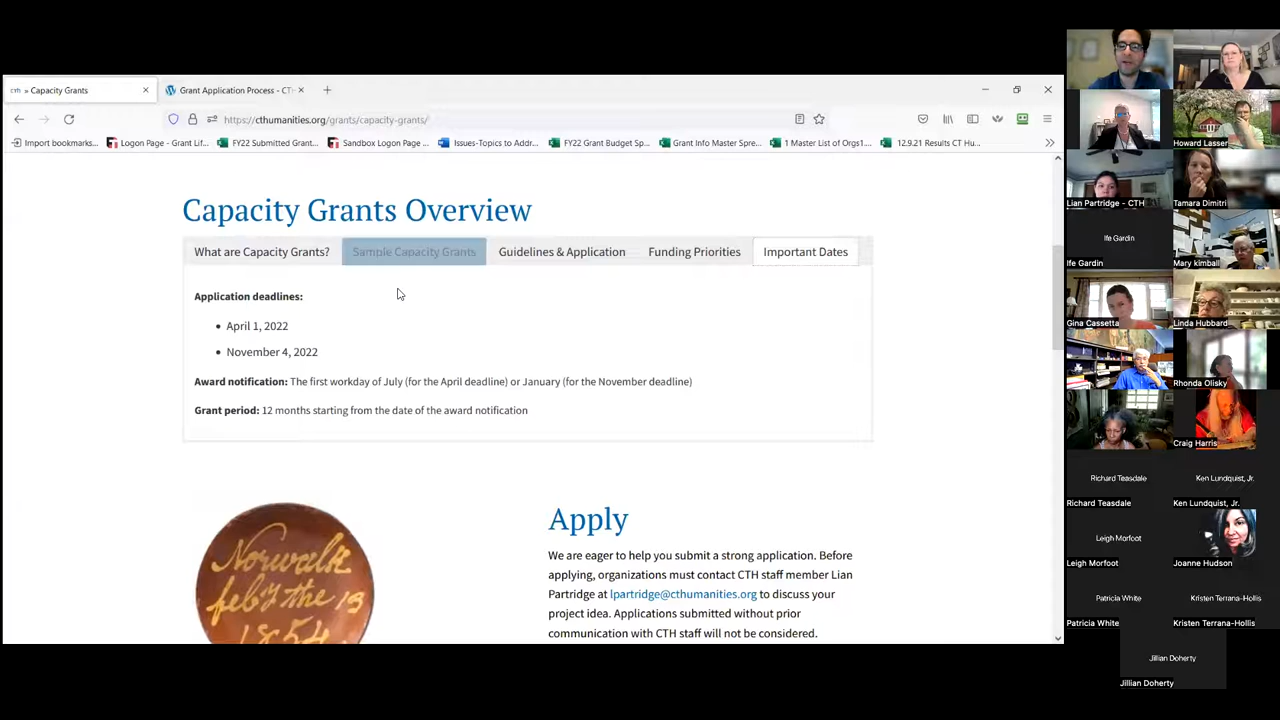 cth » Capacity Grants
Grant Application Process - CT
https://cthumanities.org/grants/capacity-grants/
Import bookmarks... Logon Page - Grant Lif... FY22 Submitted Grant... Sandbox Logon Page ... Issues-Topics to Addr... FY22 Grant Budget Sp... Grant Info Master Spre... 1 Master List of Orgs1.... 12.9.21 Results CT Hu...
Capacity Grants Overview
What are Capacity Grants? Sample Capacity Grants Guidelines & Application Funding Priorities Important Dates
Application deadlines:
• April 1, 2022
• November 4, 2022
Award notification: The first workday of July (for the April deadline) or January (for the November deadline)
Grant period: 12 months starting from the date of the award notification
Norwalk
feb'y the 19
1854
Apply
We are eager to help you submit a strong application. Before
applying, organizations must contact CTH staff member Lian
Partridge at lpartridge@cthumanities.org to discuss your
project idea. Applications submitted without prior
communication with CTH staff will not be considered.
Howard Lasser
Lian Partridge - CTH
Tamara Dimitri
Ife Gardin
Ife Gardin
Mary kimball
Gina Cassetta
Linda Hubbard
Rhonda Olisky
Craig Harris
Richard Teasdale
Ken Lundquist, Jr.
Richard Teasdale
Ken Lundquist, Jr.
Leigh Morfoot
Leigh Morfoot
Joanne Hudson
Patricia White
Kristen Terrana-Hollis
Patricia White
Kristen Terrana-Hollis
Jillian Doherty
Jillian Doherty